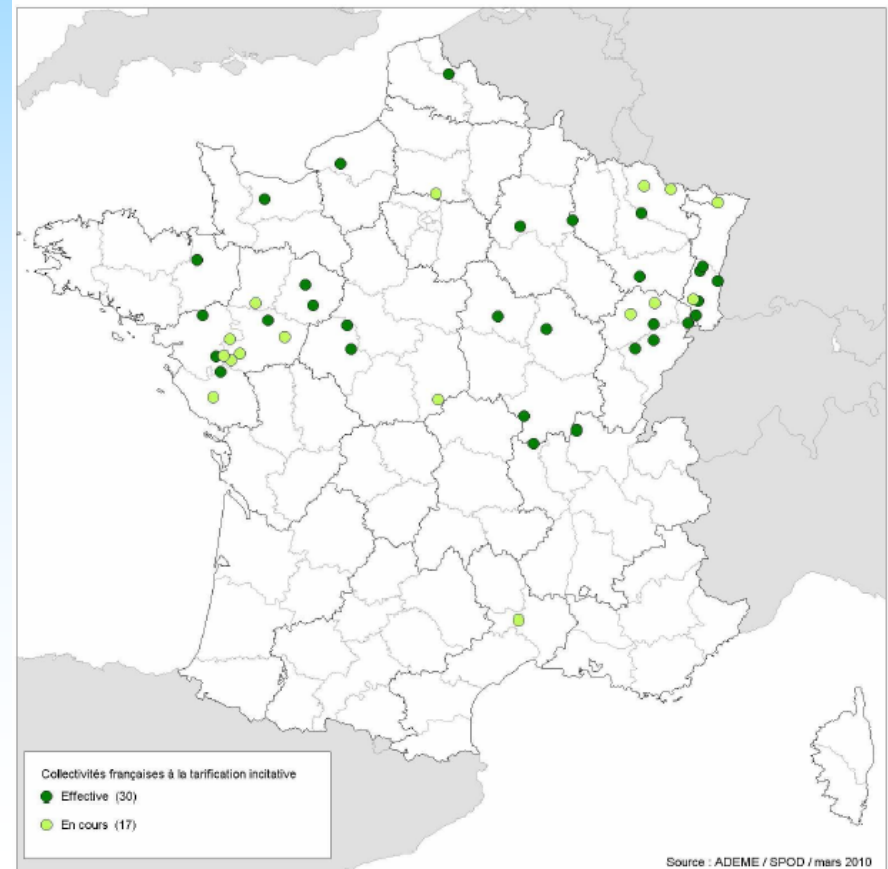 Collectivités françaises à la tarification incitative
Effective (30)
En cours (17)
Source : ADEME / SPOD / mars 2010